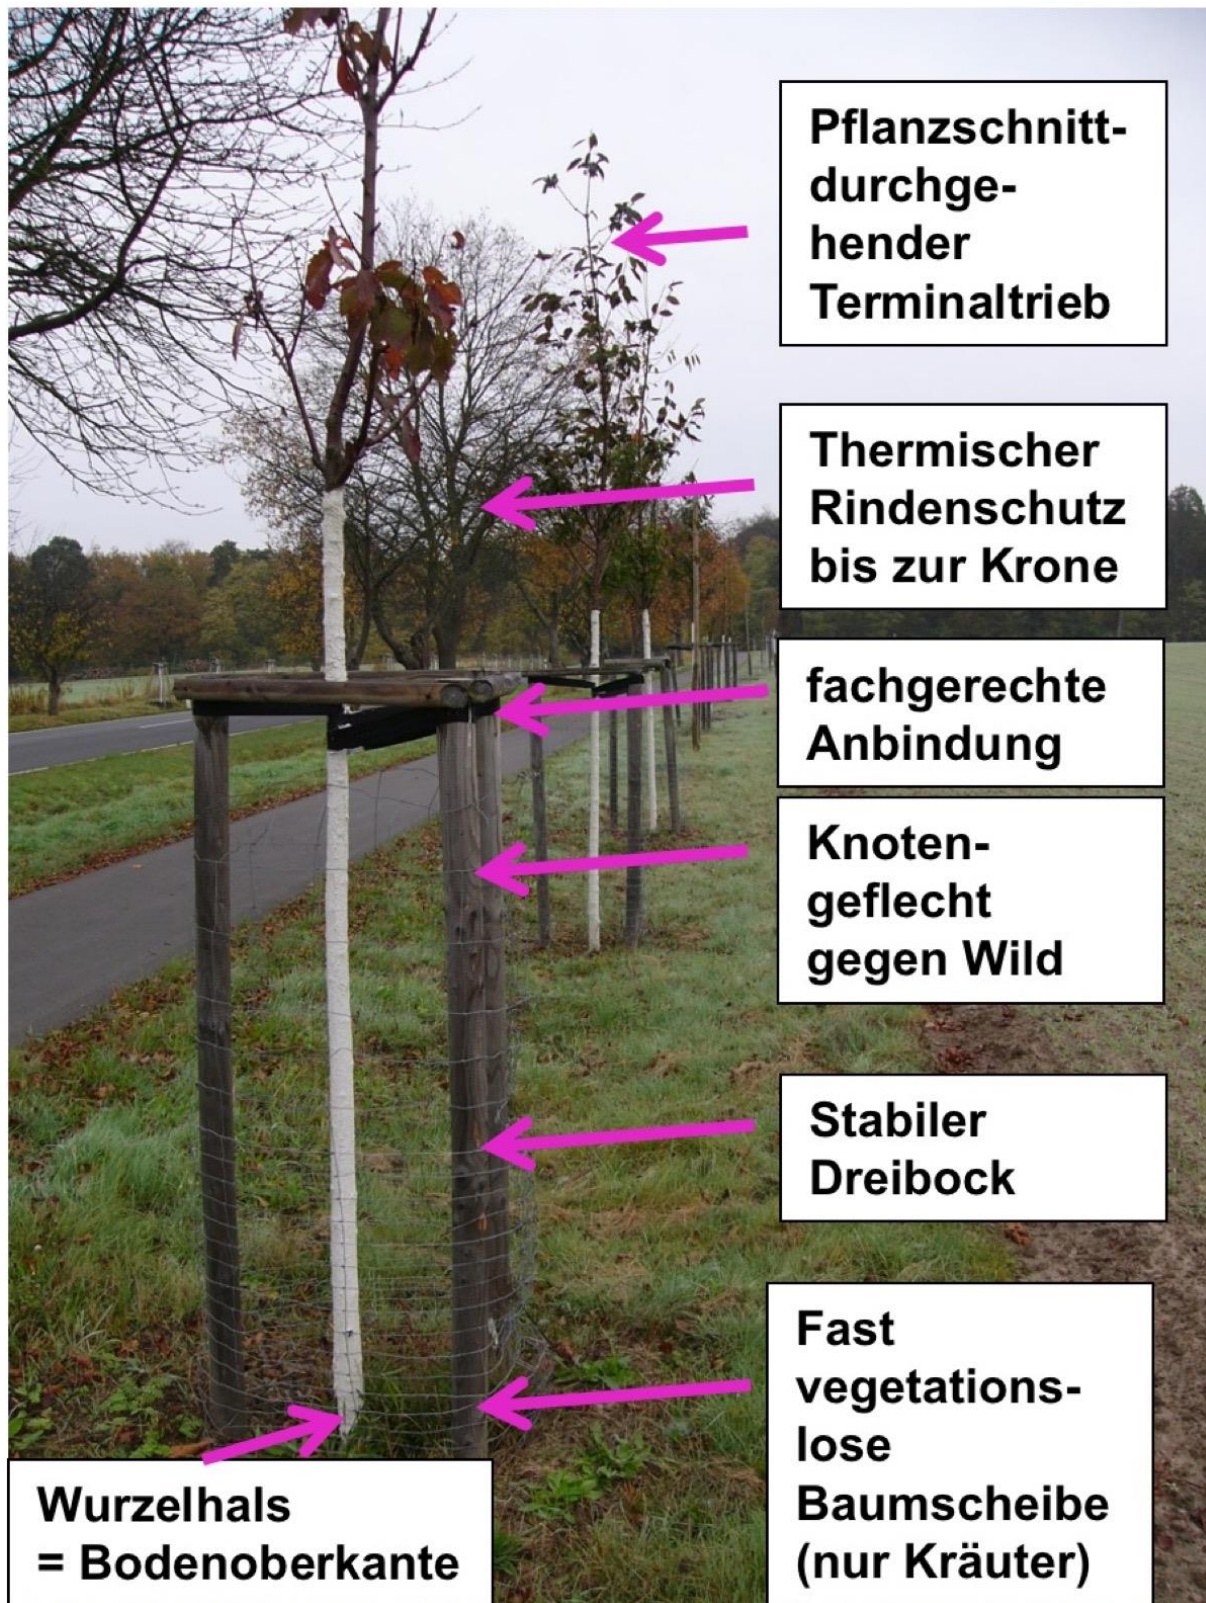 Pflanzschnitt-
durchge-
hender
Terminaltrieb
Thermischer
Rindenschutz
bis zur Krone
fachgerechte
Anbindung
Knoten-
geflecht
gegen Wild
Stabiler
Dreibock
Fast
vegetations-
lose
Baumscheibe
(nur Kräuter)
Wurzelhals
= Bodenoberkante